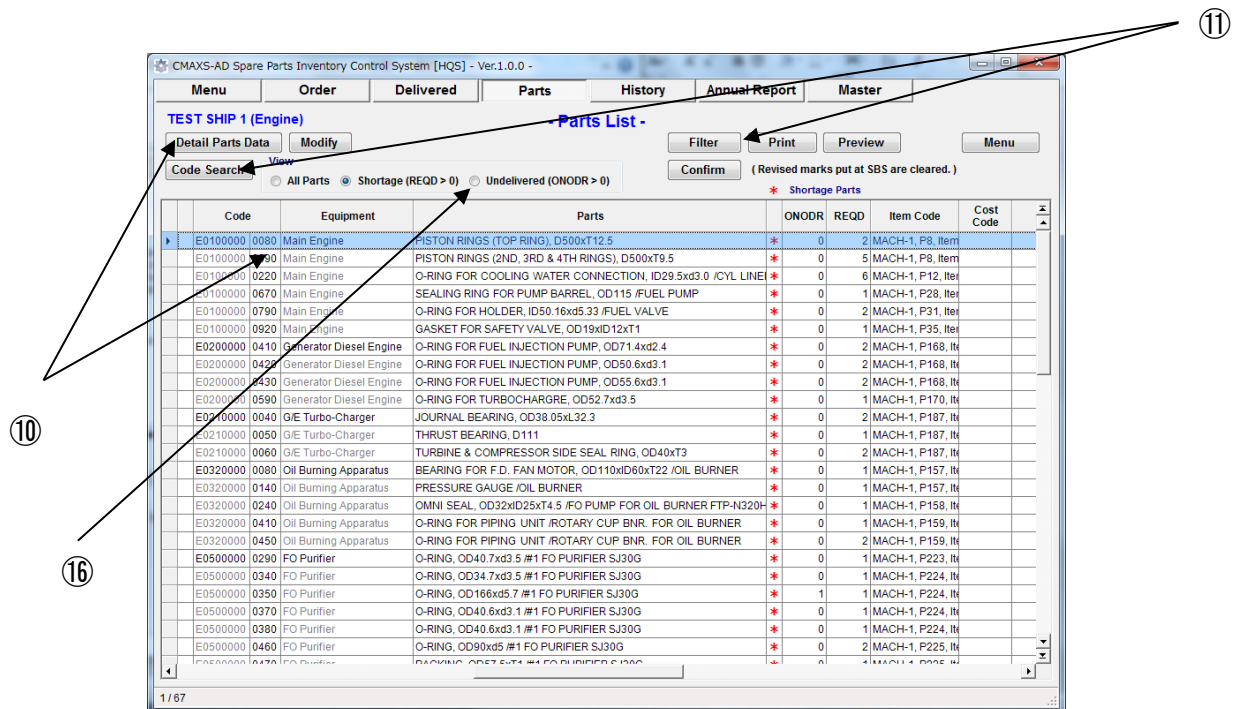 ⑪
CMAXS-AD Spare Parts Inventory Control System [HQS] - Ver.1.0.0 -
Menu Order Delivered Parts History Annual Report Master
TEST SHIP 1 (Engine) - Parts List -
Detail Parts Data Modify Filter Print Preview Menu
Code Search View All Parts Shortage (REQD > 0) Undelivered (ONODR > 0) Confirm ( Revised marks put at SBS are cleared. )
* Shortage Parts
Code Equipment Parts ONODR REQD Item Code Cost Code
E0100000 0080 Main Engine PISTON RINGS (TOP RING), D500xT12.5 * 0 2 MACH-1, P8, Item
E0100000 0090 Main Engine PISTON RINGS (2ND, 3RD & 4TH RINGS), D500xT9.5 * 0 5 MACH-1, P8, Item
E0100000 0220 Main Engine O-RING FOR COOLING WATER CONNECTION, ID29.5xd3.0 /CYL LINE * 0 6 MACH-1, P12, Iter
E0100000 0670 Main Engine SEALING RING FOR PUMP BARREL, OD115 /FUEL PUMP * 0 1 MACH-1, P28, Iter
E0100000 0790 Main Engine O-RING FOR HOLDER, ID50.16xd5.33 /FUEL VALVE * 0 2 MACH-1, P31, Iter
E0100000 0920 Main Engine GASKET FOR SAFETY VALVE, OD19xID12xT1 * 0 1 MACH-1, P35, Iter
E0200000 0410 Generator Diesel Engine O-RING FOR FUEL INJECTION PUMP, OD71.4xd2.4 * 0 2 MACH-1, P168, Ite
E0200000 0420 Generator Diesel Engine O-RING FOR FUEL INJECTION PUMP, OD50.6xd3.1 * 0 2 MACH-1, P168, Ite
E0200000 0430 Generator Diesel Engine O-RING FOR FUEL INJECTION PUMP, OD55.6xd3.1 * 0 2 MACH-1, P168, Ite
E0200000 0590 Generator Diesel Engine O-RING FOR TURBOCHARGRE, OD52.7xd3.5 * 0 1 MACH-1, P170, Ite
E0210000 0040 G/E Turbo-Charger JOURNAL BEARING, OD38.05xL32.3 * 0 2 MACH-1, P187, Ite
⑩
E0210000 0050 G/E Turbo-Charger THRUST BEARING, D111 * 0 1 MACH-1, P187, Ite
E0210000 0060 G/E Turbo-Charger TURBINE & COMPRESSOR SIDE SEAL RING, OD40xT3 * 0 2 MACH-1, P187, Ite
E0320000 0080 Oil Burning Apparatus BEARING FOR F.D. FAN MOTOR, OD110xID60xT22 /OIL BURNER * 0 1 MACH-1, P157, Ite
E0320000 0140 Oil Burning Apparatus PRESSURE GAUGE /OIL BURNER * 0 1 MACH-1, P157, Ite
E0320000 0240 Oil Burning Apparatus OMNI SEAL, OD32xID25xT4.5 /FO PUMP FOR OIL BURNER FTP-N320H * 0 1 MACH-1, P158, Ite
E0320000 0410 Oil Burning Apparatus O-RING FOR PIPING UNIT /ROTARY CUP BNR. FOR OIL BURNER * 0 1 MACH-1, P159, Ite
E0320000 0450 Oil Burning Apparatus O-RING FOR PIPING UNIT /ROTARY CUP BNR. FOR OIL BURNER * 0 2 MACH-1, P159, Ite
E0500000 0290 FO Purifier O-RING, OD40.7xd3.5 /#1 FO PURIFIER SJ30G * 0 1 MACH-1, P223, Ite
⑯
E0500000 0340 FO Purifier O-RING, OD34.7xd3.5 /#1 FO PURIFIER SJ30G * 0 1 MACH-1, P224, Ite
E0500000 0350 FO Purifier O-RING, OD166xd5.7 /#1 FO PURIFIER SJ30G * 1 1 MACH-1, P224, Ite
E0500000 0370 FO Purifier O-RING, OD40.6xd3.1 /#1 FO PURIFIER SJ30G * 0 1 MACH-1, P224, Ite
E0500000 0380 FO Purifier O-RING, OD40.6xd3.1 /#1 FO PURIFIER SJ30G * 0 1 MACH-1, P224, Ite
E0500000 0460 FO Purifier O-RING, OD90xd5 /#1 FO PURIFIER SJ30G * 0 2 MACH-1, P225, Ite
E0500000 0470 FO Purifier PACKING, OD57.5xT1 /#1 FO PURIFIER SJ30G * 0 1 MACH-1, P225, Ite
1 / 67